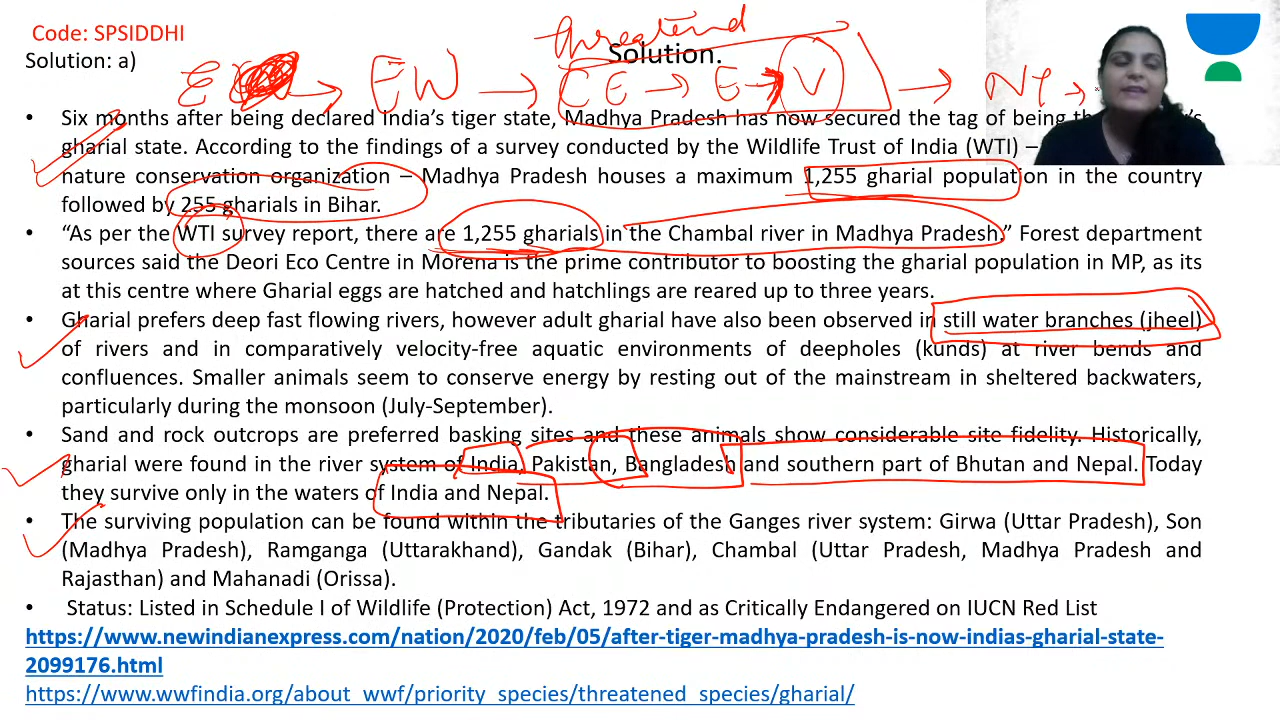 Code: SPSIDDHI
threatend
Solution: a)
Solution.
EW → CE → E → V → NT →
• Six months after being declared India's tiger state, Madhya Pradesh has now secured the tag of being the
gharial state. According to the findings of a survey conducted by the Wildlife Trust of India (WTI) –
nature conservation organization – Madhya Pradesh houses a maximum 1,255 gharial population in the country
followed by 255 gharials in Bihar.
• “As per the WTI survey report, there are 1,255 gharials in the Chambal river in Madhya Pradesh.” Forest department
sources said the Deori Eco Centre in Morena is the prime contributor to boosting the gharial population in MP, as its
at this centre where Gharial eggs are hatched and hatchlings are reared up to three years.
• Gharial prefers deep fast flowing rivers, however adult gharial have also been observed in still water branches (jheel)
of rivers and in comparatively velocity-free aquatic environments of deepholes (kunds) at river bends and
confluences. Smaller animals seem to conserve energy by resting out of the mainstream in sheltered backwaters,
particularly during the monsoon (July-September).
• Sand and rock outcrops are preferred basking sites and these animals show considerable site fidelity. Historically,
gharial were found in the river system of India, Pakistan, Bangladesh and southern part of Bhutan and Nepal. Today
they survive only in the waters of India and Nepal.
• The surviving population can be found within the tributaries of the Ganges river system: Girwa (Uttar Pradesh), Son
(Madhya Pradesh), Ramganga (Uttarakhand), Gandak (Bihar), Chambal (Uttar Pradesh, Madhya Pradesh and
Rajasthan) and Mahanadi (Orissa).
• Status: Listed in Schedule I of Wildlife (Protection) Act, 1972 and as Critically Endangered on IUCN Red List
https://www.newindianexpress.com/nation/2020/feb/05/after-tiger-madhya-pradesh-is-now-indias-gharial-state-
2099176.html
https://www.wwfindia.org/about_wwf/priority_species/threatened_species/gharial/